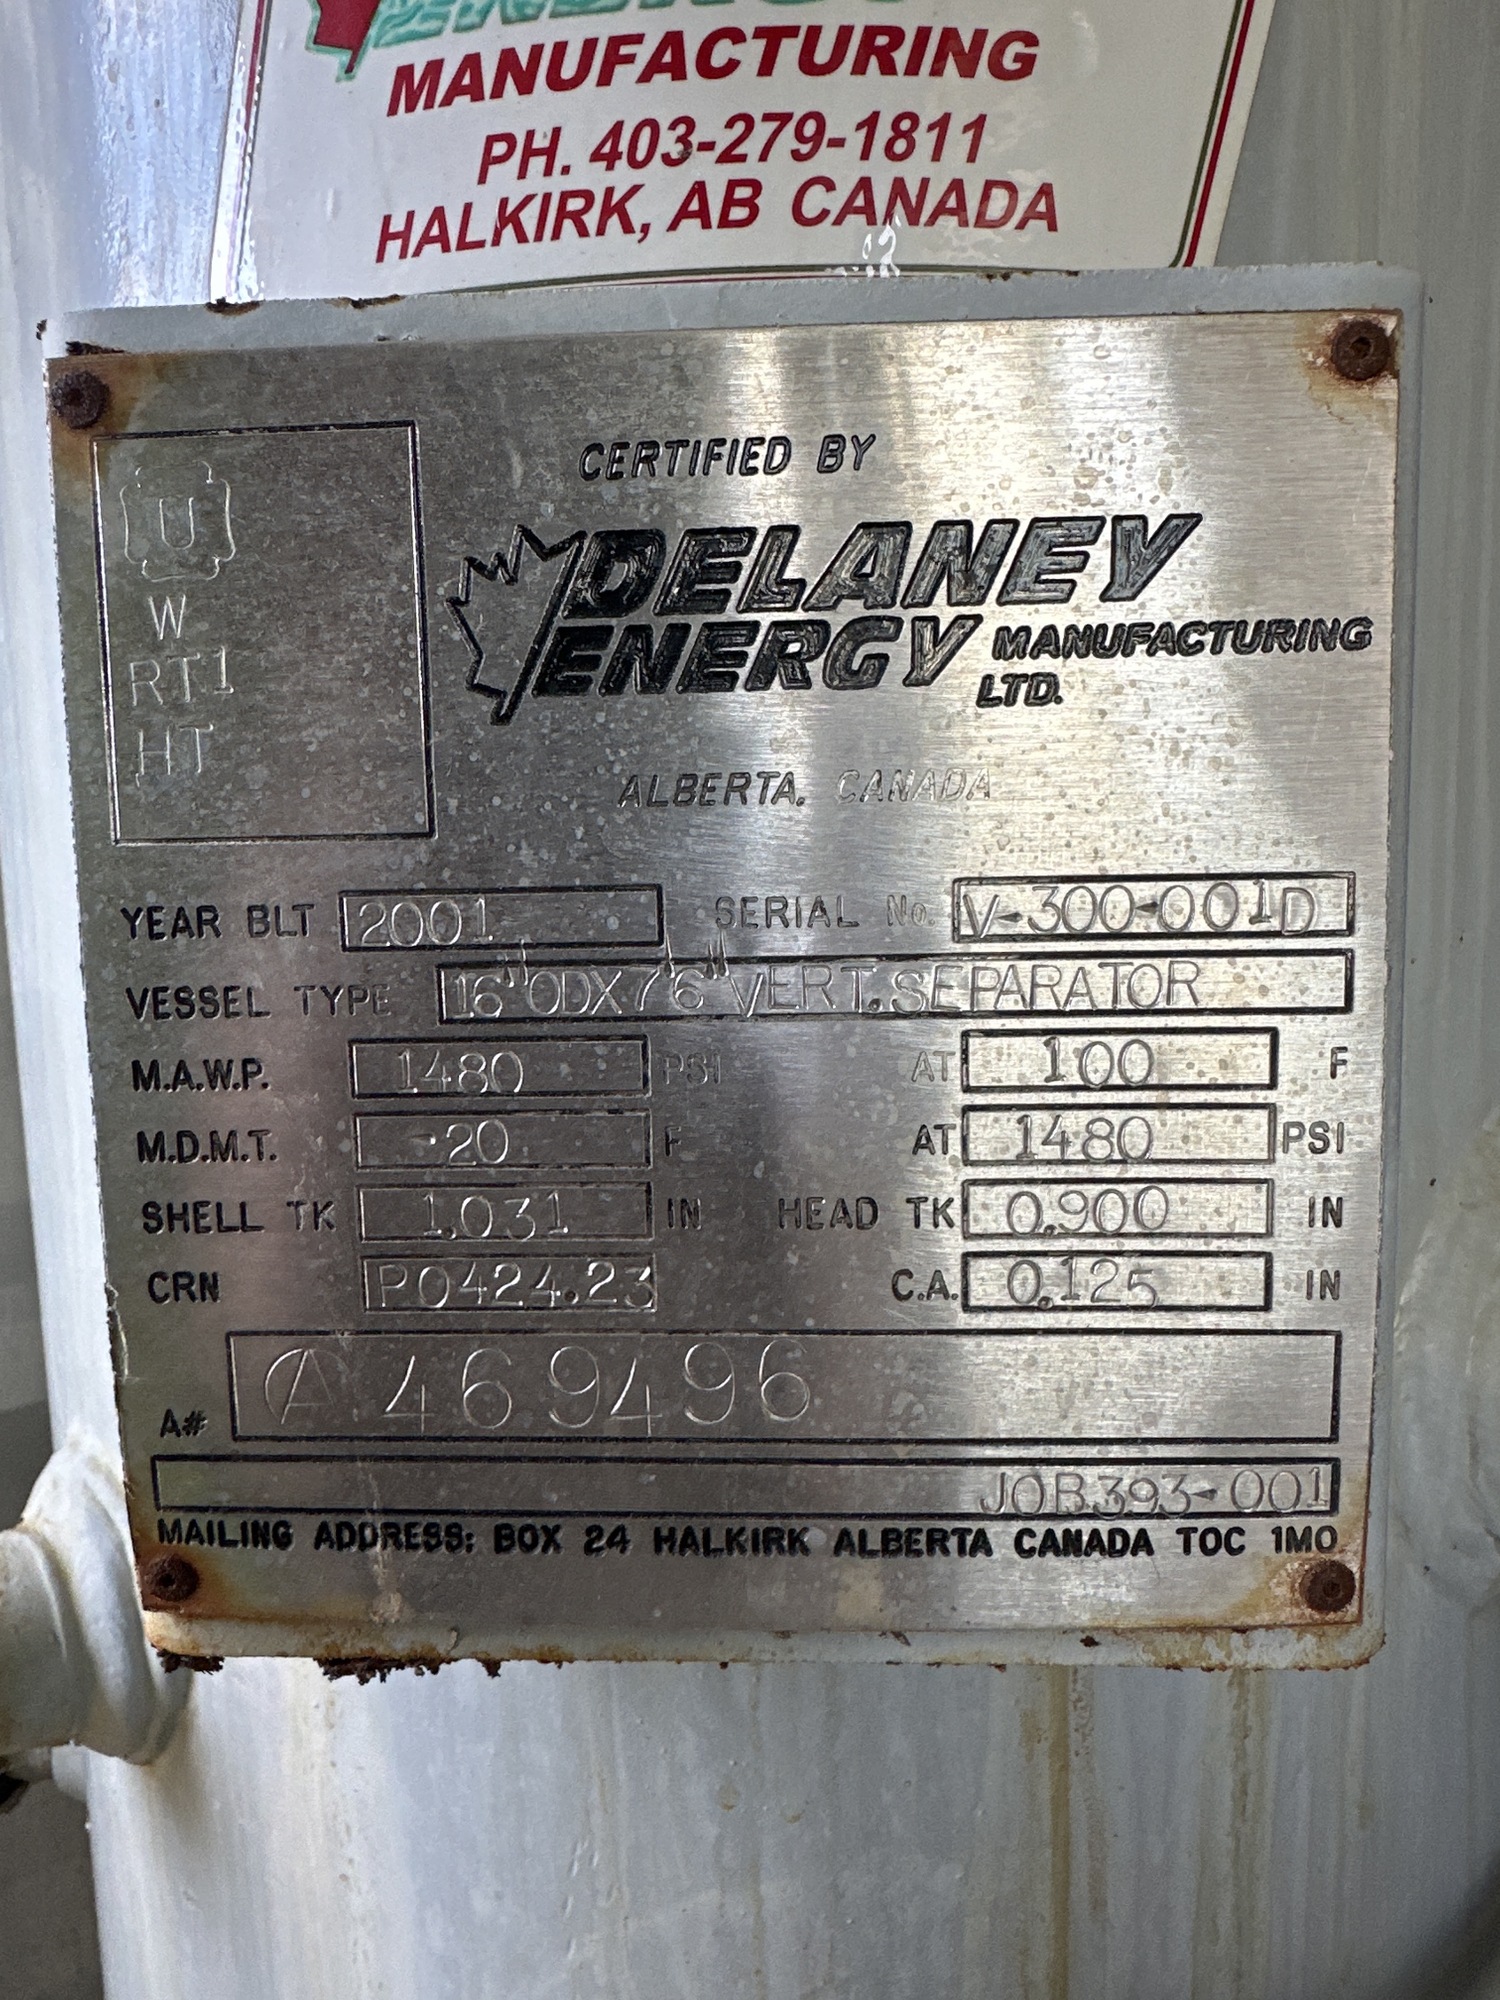 MANUFACTURING
PH. 403-279-1811
HALKIRK, AB CANADA
CERTIFIED BY
U
W
RT1
HT
DELANEY
ENERGY MANUFACTURING
LTD.
ALBERTA, CANADA
YEAR BLT 2001 SERIAL No. V-300-001D
VESSEL TYPE 16"ODX7'6"VERT.SEPARATOR
M.A.W.P. 1480 PSI AT 100 F
M.D.M.T. -20 F AT 1480 PSI
SHELL TK 1.031 IN HEAD TK 0.900 IN
CRN P0424.23 C.A. 0.125 IN
A# A 469496
JOB393-001
MAILING ADDRESS: BOX 24 HALKIRK ALBERTA CANADA TOC 1MO